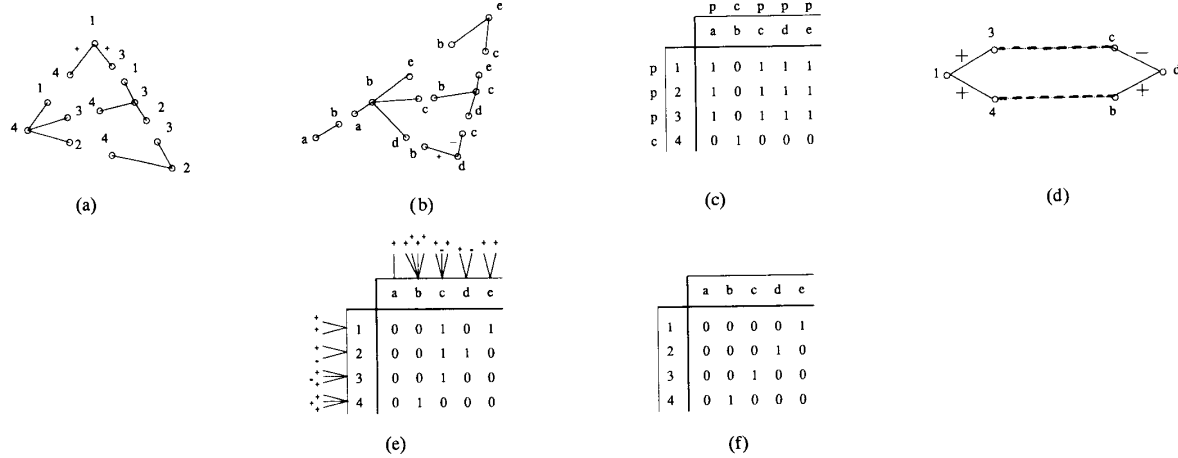 1
+ +
4 3
1
3
4
2
1
4 3
2
3
4
2
(a)
e
b
c
e
b
c
d
a
b
a
e
b
c
d
c
b
−
+
d
(b)
p c p p p
a b c d e
p 1 1 0 1 1 1
p 2 1 0 1 1 1
p 3 1 0 1 1 1
c 4 0 1 0 0 0
(c)
3 c
+ −
1 d
+ +
4 b
(d)
+ + + + + + - + + - + +
a b c d e
+ + 1 0 0 1 0 1
+ 2 0 0 1 1 0
- + + 3 0 0 1 0 0
+ + + 4 0 1 0 0 0
(e)
a b c d e
1 0 0 0 0 1
2 0 0 0 1 0
3 0 0 1 0 0
4 0 1 0 0 0
(f)